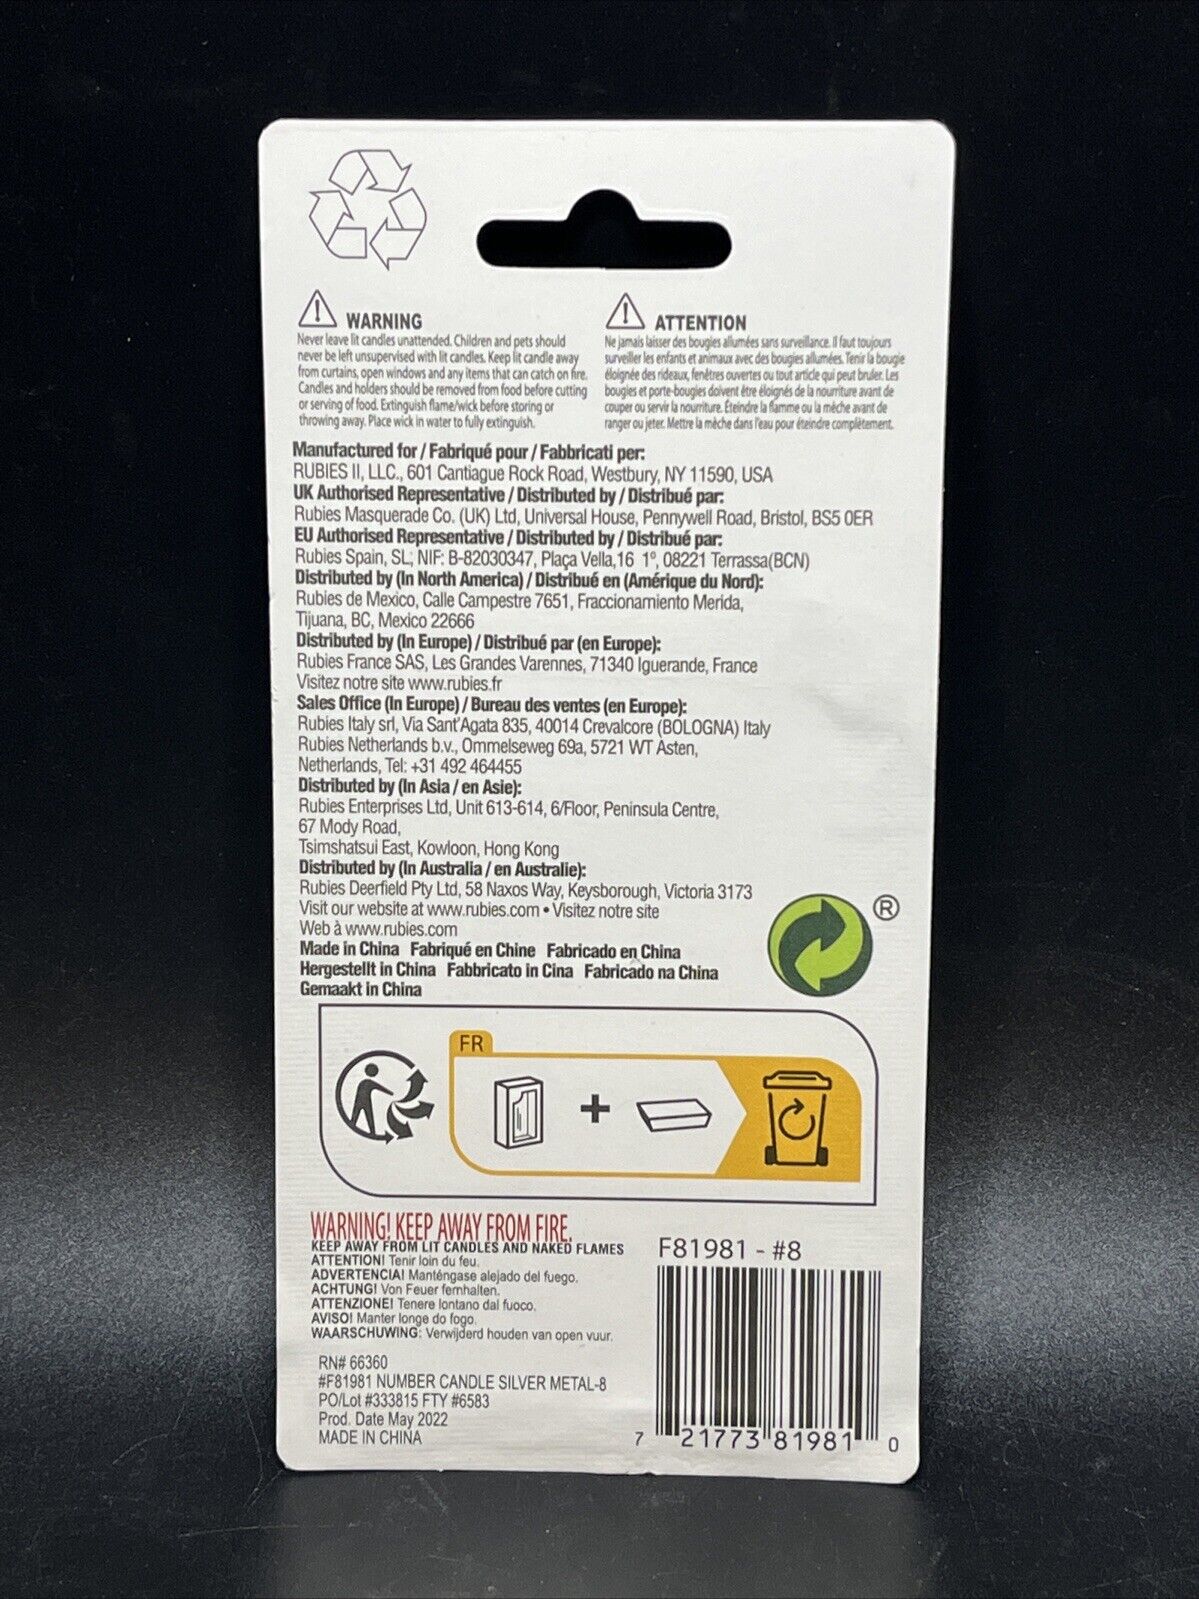 WARNING
Never leave lit candles unattended. Children and pets should
never be left unsupervised with lit candles. Keep lit candle away
from curtains, open windows and any items that can catch on fire.
Candles and holders should be removed from food before cutting
or serving of food. Extinguish flame/wick before storing or
throwing away. Place wick in water to fully extinguish.
ATTENTION
Ne jamais laisser des bougies allumées sans surveillance. Il faut toujours
surveiller les enfants et animaux avec des bougies allumées. Tenir la bougie
éloignée des rideaux, fenêtres ouvertes ou tout article qui peut bruler. Les
bougies et porte-bougies doivent être éloignés de la nourriture avant de
couper ou servir la nourriture. Éteindre la flamme ou la mèche avant de
ranger ou jeter. Mettre la mèche dans l'eau pour éteindre complètement.
Manufactured for / Fabriqué pour / Fabbricati per:
RUBIES II, LLC., 601 Cantiague Rock Road, Westbury, NY 11590, USA
UK Authorised Representative / Distributed by / Distribué par:
Rubies Masquerade Co. (UK) Ltd, Universal House, Pennywell Road, Bristol, BS5 0ER
EU Authorised Representative / Distributed by / Distribué par:
Rubies Spain, SL; NIF: B-82030347, Plaça Vella,16 1º, 08221 Terrassa(BCN)
Distributed by (In North America) / Distribué en (Amérique du Nord):
Rubies de Mexico, Calle Campestre 7651, Fraccionamiento Merida,
Tijuana, BC, Mexico 22666
Distributed by (In Europe) / Distribué par (en Europe):
Rubies France SAS, Les Grandes Varennes, 71340 Iguerande, France
Visitez notre site www.rubies.fr
Sales Office (In Europe) / Bureau des ventes (en Europe):
Rubies Italy srl, Via Sant'Agata 835, 40014 Crevalcore (BOLOGNA) Italy
Rubies Netherlands b.v., Ommelseweg 69a, 5721 WT Asten,
Netherlands, Tel: +31 492 464455
Distributed by (In Asia / en Asie):
Rubies Enterprises Ltd, Unit 613-614, 6/Floor, Peninsula Centre,
67 Mody Road,
Tsimshatsui East, Kowloon, Hong Kong
Distributed by (In Australia / en Australie):
Rubies Deerfield Pty Ltd, 58 Naxos Way, Keysborough, Victoria 3173
Visit our website at www.rubies.com • Visitez notre site
Web à www.rubies.com
®
Made in China Fabriqué en Chine Fabricado en China
Hergestellt in China Fabbricato in Cina Fabricado na China
Gemaakt in China
FR
+
WARNING! KEEP AWAY FROM FIRE.
KEEP AWAY FROM LIT CANDLES AND NAKED FLAMES
ATTENTION! Tenir loin du feu.
ADVERTENCIA! Manténgase alejado del fuego.
ACHTUNG! Von Feuer fernhalten.
ATTENZIONE! Tenere lontano dal fuoco.
AVISO! Manter longe do fogo.
WAARSCHUWING: Verwijderd houden van open vuur.
RN# 66360
#F81981 NUMBER CANDLE SILVER METAL-8
PO/Lot #333815 FTY #6583
Prod. Date May 2022
MADE IN CHINA
F81981 - #8
7 21773 81981 0